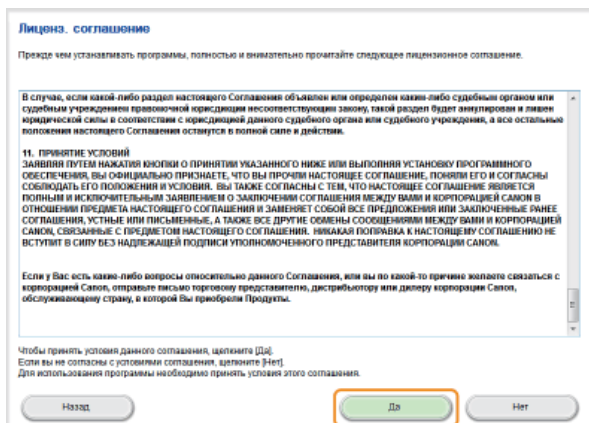 Лиценз. соглашение
Прежде чем устанавливать программы, полностью и внимательно прочитайте следующее лицензионное соглашение.
В случае, если какой-либо раздел настоящего Соглашения объявлен или определен каким-либо судебным органом или
судебным учреждением правомочной юрисдикции несоответствующим закону, такой раздел будет аннулирован и лишен
юридической силы в соответствии с юрисдикцией данного судебного органа или судебного учреждения, а все остальные
положения настоящего Соглашения останутся в полной силе и действии.
11. ПРИНЯТИЕ УСЛОВИЙ
ЗАЯВЛЯЯ ПУТЕМ НАЖАТИЯ КНОПКИ О ПРИНЯТИИ УКАЗАННОГО НИЖЕ ИЛИ ВЫПОЛНЯЯ УСТАНОВКУ ПРОГРАММНОГО
ОБЕСПЕЧЕНИЯ, ВЫ ОФИЦИАЛЬНО ПРИЗНАЕТЕ, ЧТО ВЫ ПРОЧЛИ НАСТОЯЩЕЕ СОГЛАШЕНИЕ, ПОНЯЛИ ЕГО И СОГЛАСНЫ
СОБЛЮДАТЬ ЕГО ПОЛОЖЕНИЯ И УСЛОВИЯ. ВЫ ТАКЖЕ СОГЛАСНЫ С ТЕМ, ЧТО НАСТОЯЩЕЕ СОГЛАШЕНИЕ ЯВЛЯЕТСЯ
ПОЛНЫМ И ИСКЛЮЧИТЕЛЬНЫМ ЗАЯВЛЕНИЕМ О ЗАКЛЮЧЕНИИ СОГЛАШЕНИЯ МЕЖДУ ВАМИ И КОРПОРАЦИЕЙ CANON В
ОТНОШЕНИИ ПРЕДМЕТА НАСТОЯЩЕГО СОГЛАШЕНИЯ И ЗАМЕНЯЕТ СОБОЙ ВСЕ ПРЕДЛОЖЕНИЯ ИЛИ ЗАКЛЮЧЕННЫЕ РАНЕЕ
СОГЛАШЕНИЯ, УСТНЫЕ ИЛИ ПИСЬМЕННЫЕ, А ТАКЖЕ ВСЕ ДРУГИЕ ОБМЕНЫ СООБЩЕНИЯМИ МЕЖДУ ВАМИ И КОРПОРАЦИЕЙ
CANON, СВЯЗАННЫЕ С ПРЕДМЕТОМ НАСТОЯЩЕГО СОГЛАШЕНИЯ. НИКАКАЯ ПОПРАВКА К НАСТОЯЩЕМУ СОГЛАШЕНИЮ НЕ
ВСТУПИТ В СИЛУ БЕЗ НАДЛЕЖАЩЕЙ ПОДПИСИ УПОЛНОМОЧЕННОГО ПРЕДСТАВИТЕЛЯ КОРПОРАЦИИ CANON.
Если у Вас есть какие-либо вопросы относительно данного Соглашения, или вы по какой-то причине желаете связаться с
корпорацией Canon, отправьте письмо торговому представителю, дистрибьютору или дилеру корпорации Canon,
обслуживающему страну, в которой Вы приобрели Продукты.
Чтобы принять условия данного соглашения, щелкните [Да].
Если вы не согласны с условиями соглашения, щелкните [Нет].
Для использования программы необходимо принять условия этого соглашения.
Назад Да Нет